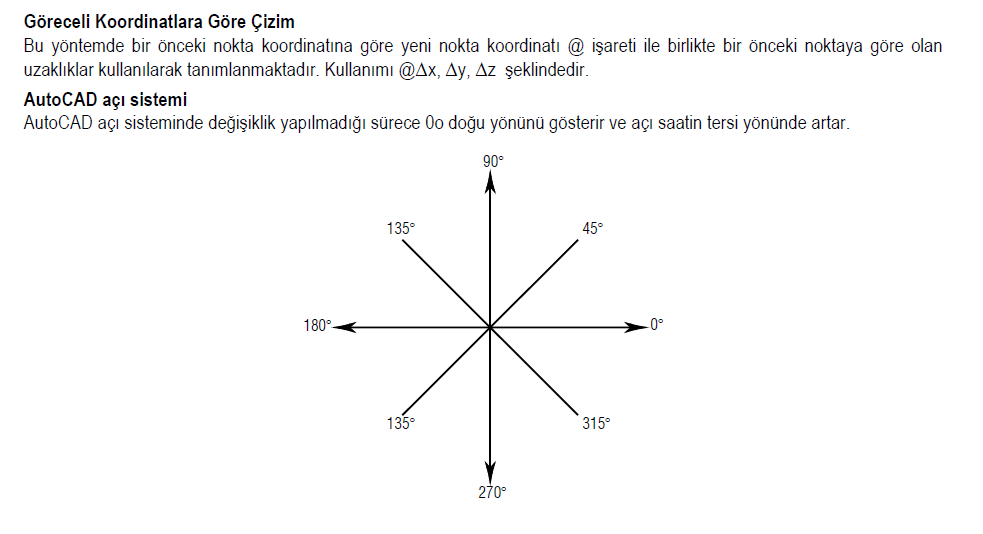 Göreceli Koordinatlara Göre Çizim
Bu yöntemde bir önceki nokta koordinatına göre yeni nokta koordinatı @ işareti ile birlikte bir önceki noktaya göre olan
uzaklıklar kullanılarak tanımlanmaktadır. Kullanımı @Δx, Δy, Δz şeklindedir.
AutoCAD açı sistemi
AutoCAD açı sisteminde değişiklik yapılmadığı sürece 0o doğu yönünü gösterir ve açı saatin tersi yönünde artar.
90°
135°
45°
180°
0°
135°
315°
270°